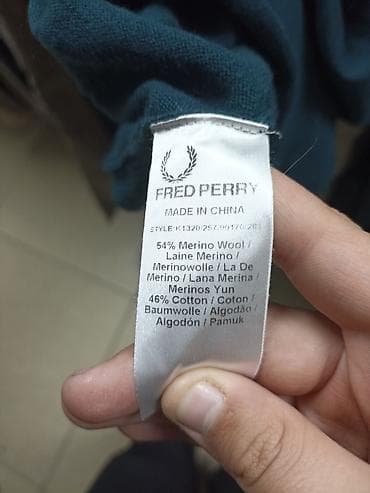 FRED PERRY
MADE IN CHINA
54% Merino Wool /
Laine Merino /
Merinowolle / La De
Merino / Lana Merina /
Merinos Yun
46% Cotton / Coton /
Baumwolle / Algodão /
Algodón / Pamuk